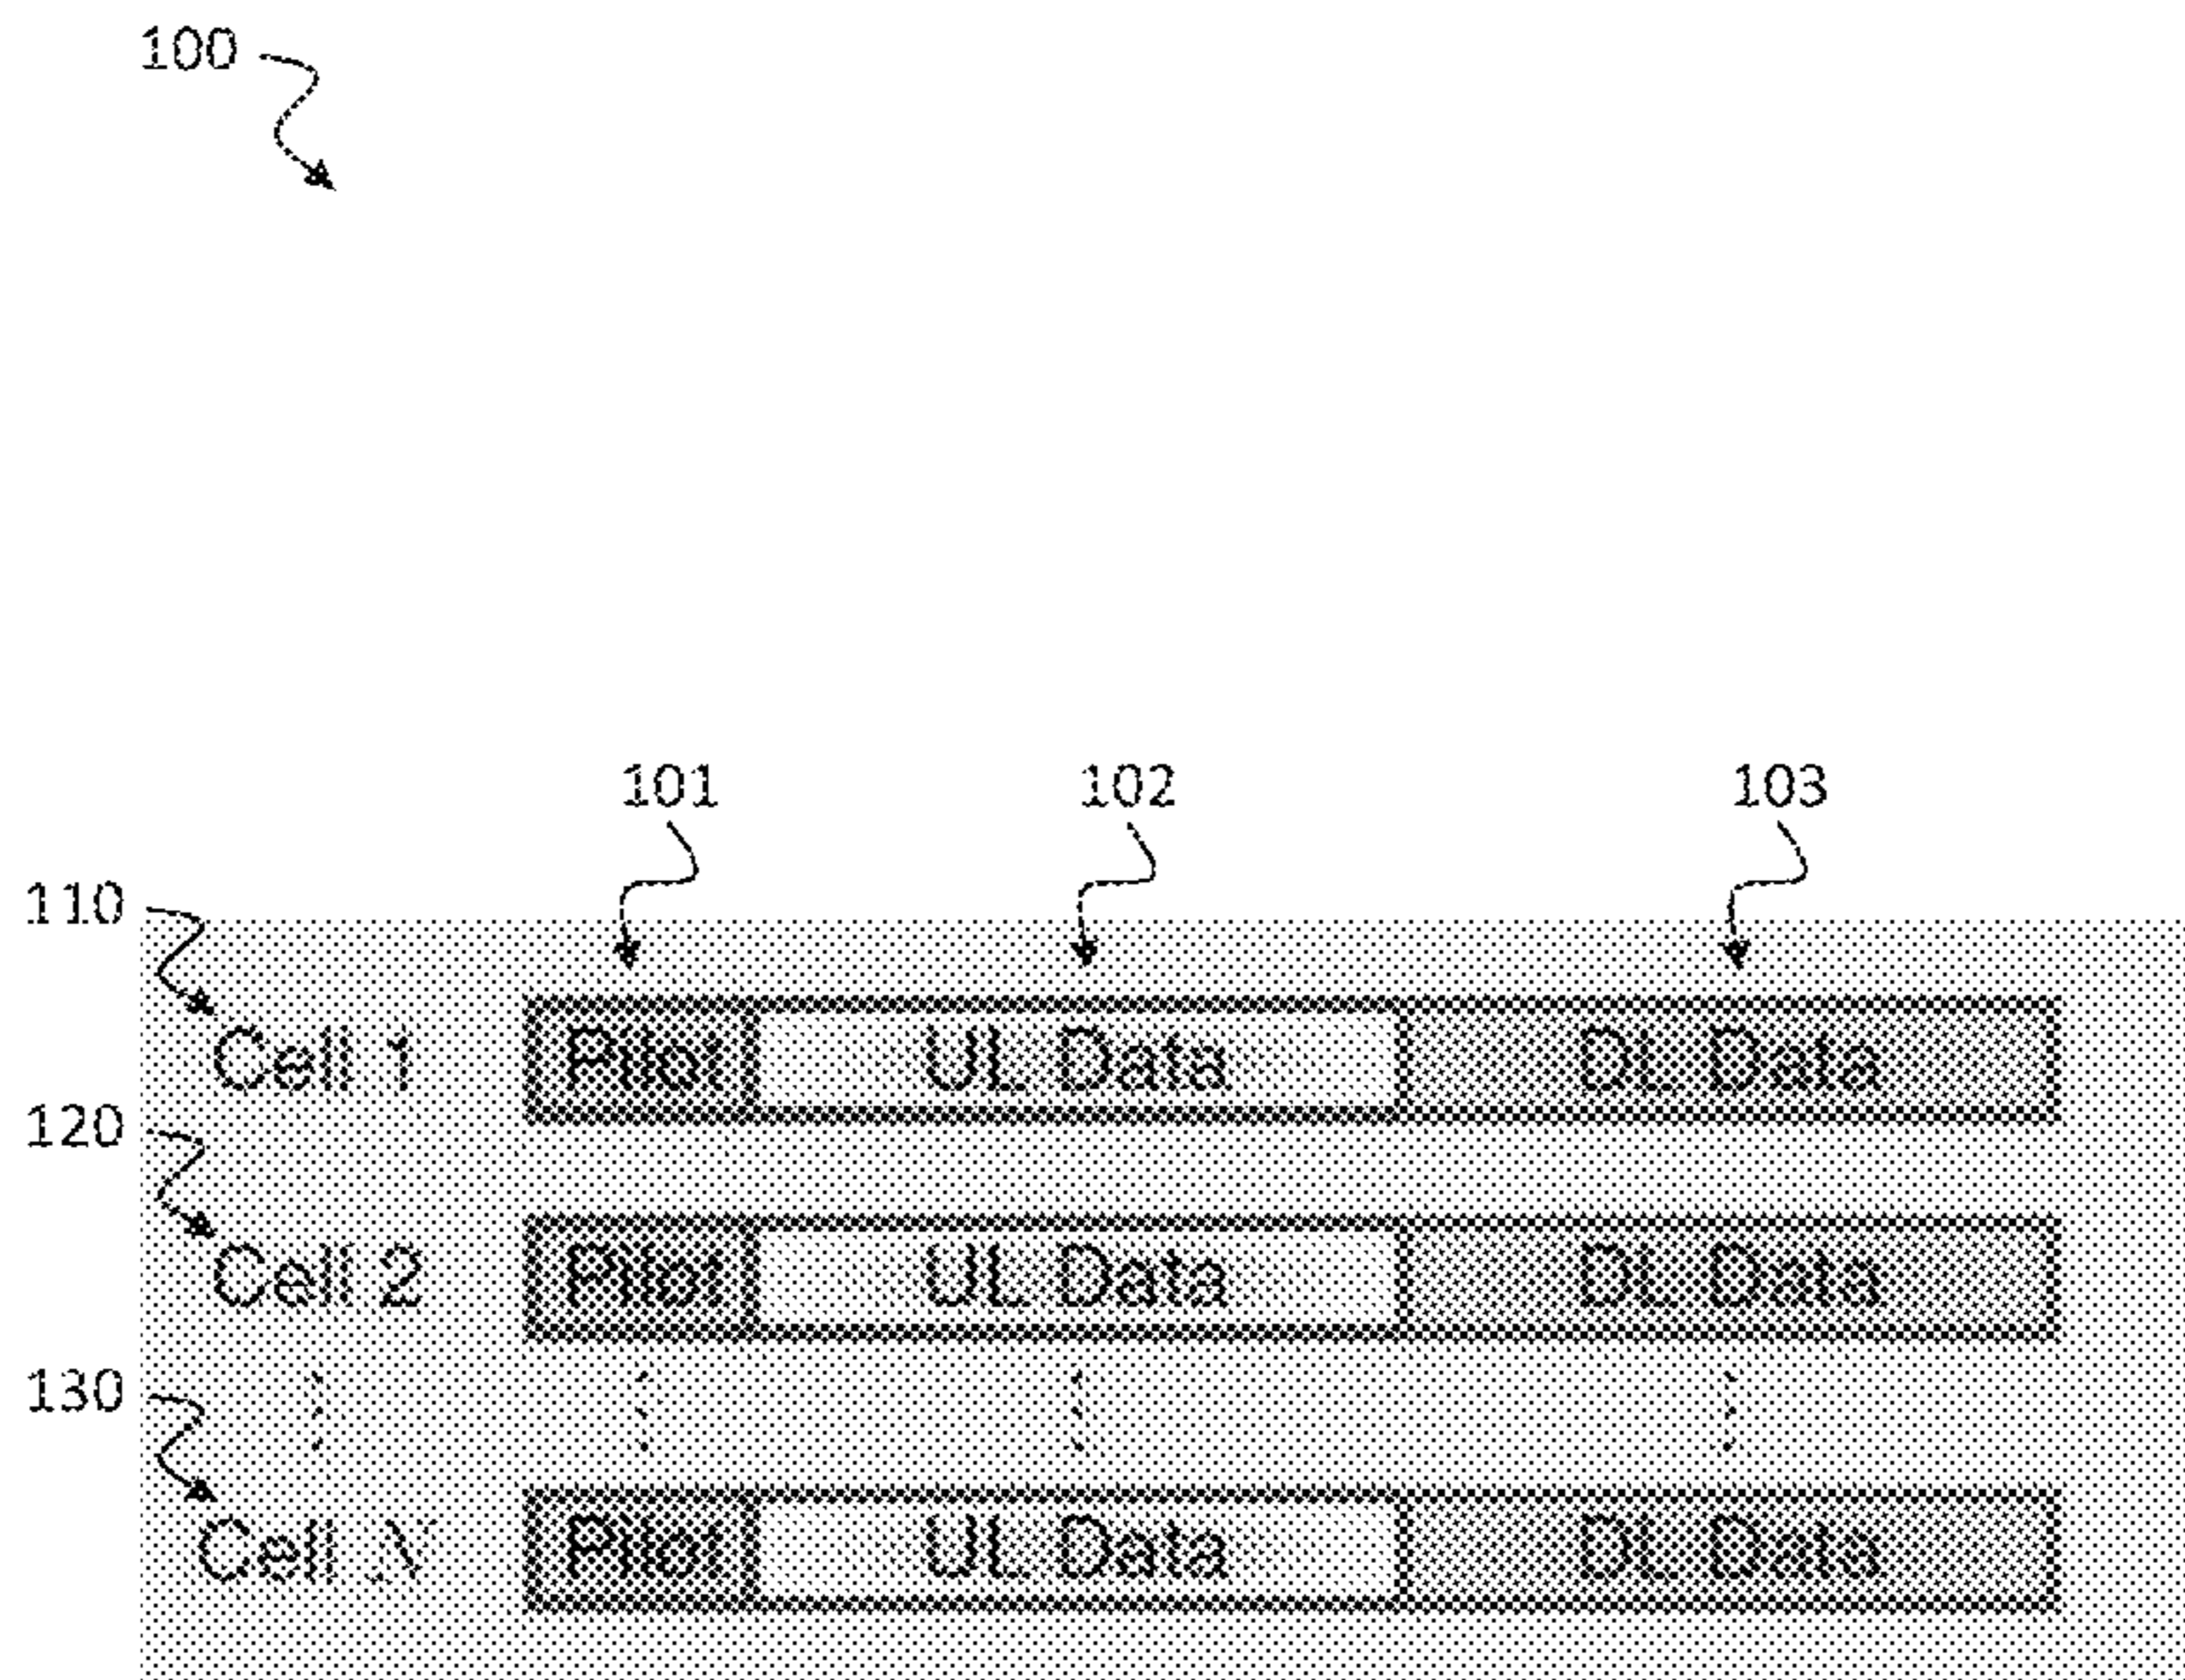 100
101 102 103
110
Cell 1 Pilot UL Data DL Data
120
Cell 2 Pilot UL Data DL Data
130
Cell N Pilot UL Data DL Data